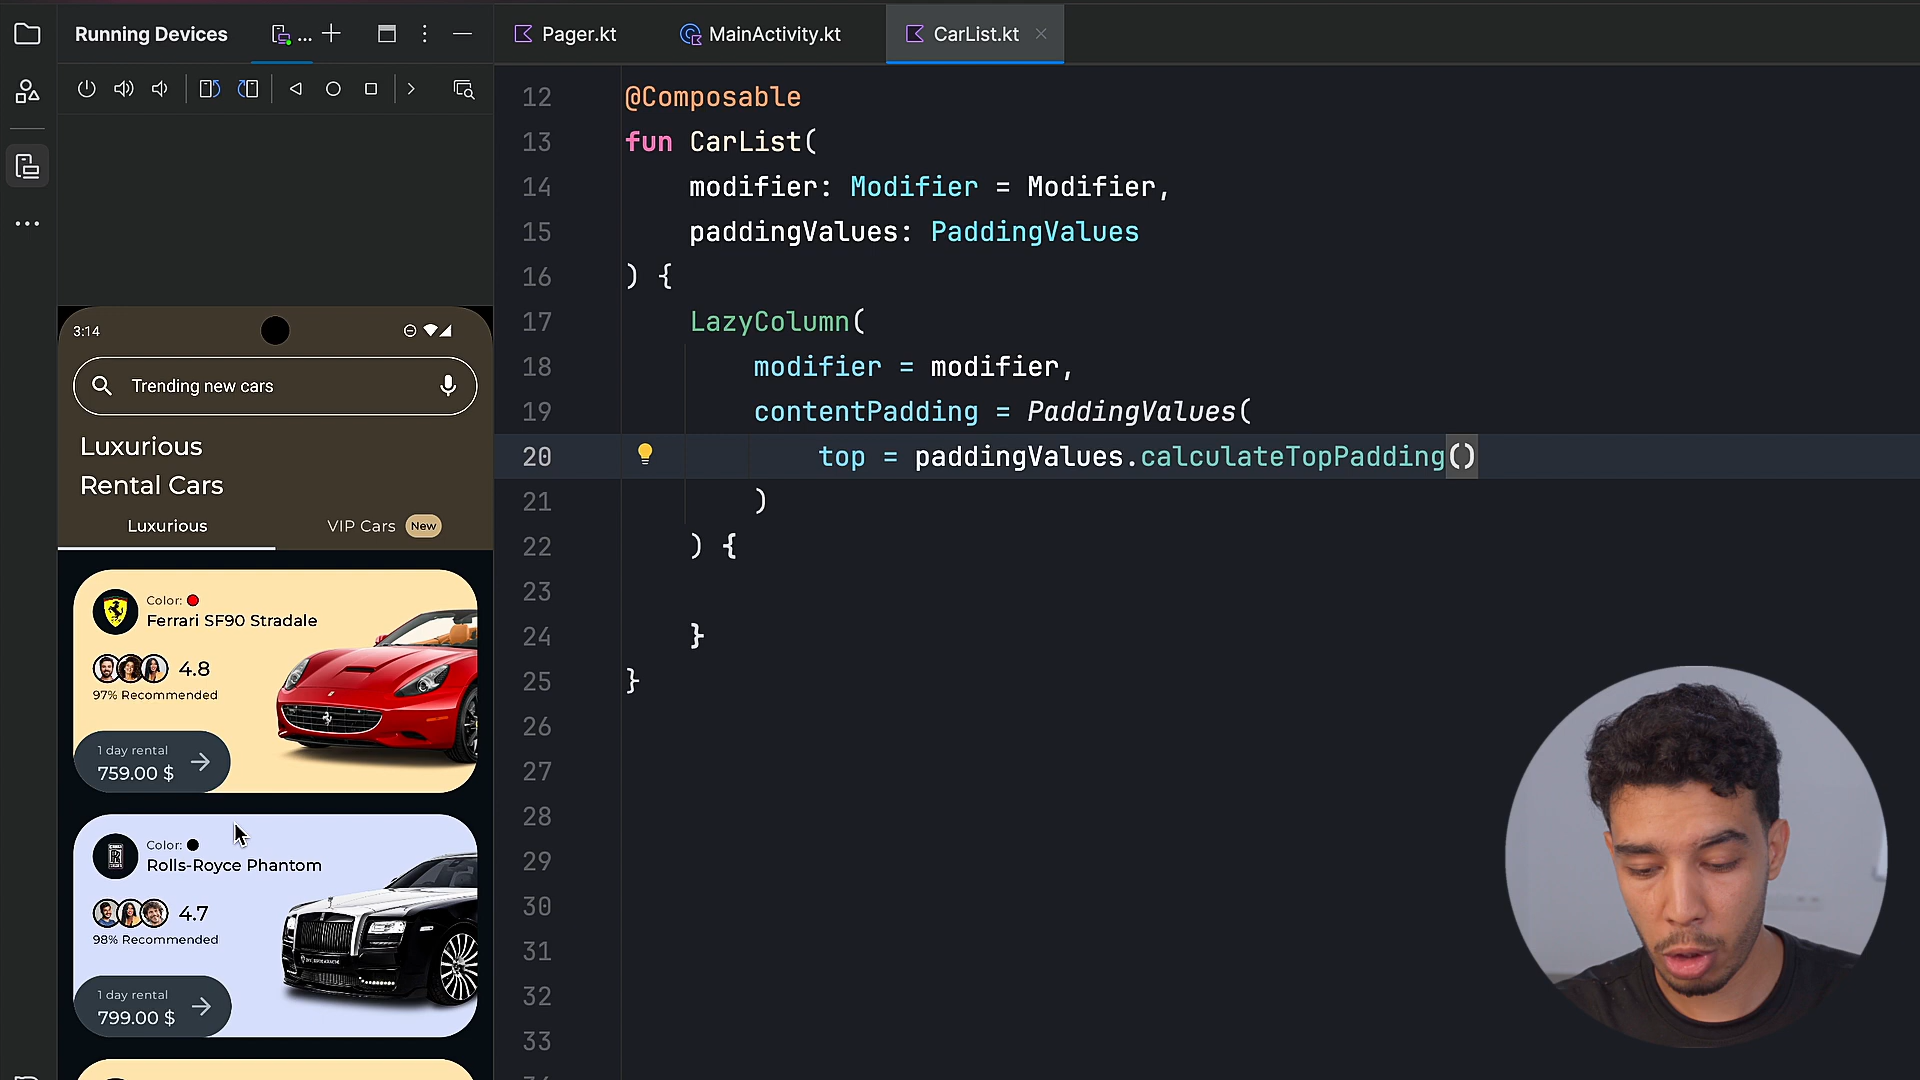 Running Devices
...
Pager.kt
MainActivity.kt
CarList.kt
12 @Composable
13 fun CarList(
14 modifier: Modifier = Modifier,
15 paddingValues: PaddingValues
16 ) {
17 LazyColumn(
18 modifier = modifier,
19 contentPadding = PaddingValues(
20 top = paddingValues.calculateTopPadding()
21 )
22 ) {
23
24 }
25 }
26
27
28
29
30
31
32
33
3:14
Trending new cars
Luxurious
Rental Cars
Luxurious
VIP Cars New
Color:
Ferrari SF90 Stradale
4.8
97% Recommended
1 day rental
759.00 $
Color:
Rolls-Royce Phantom
4.7
98% Recommended
1 day rental
799.00 $